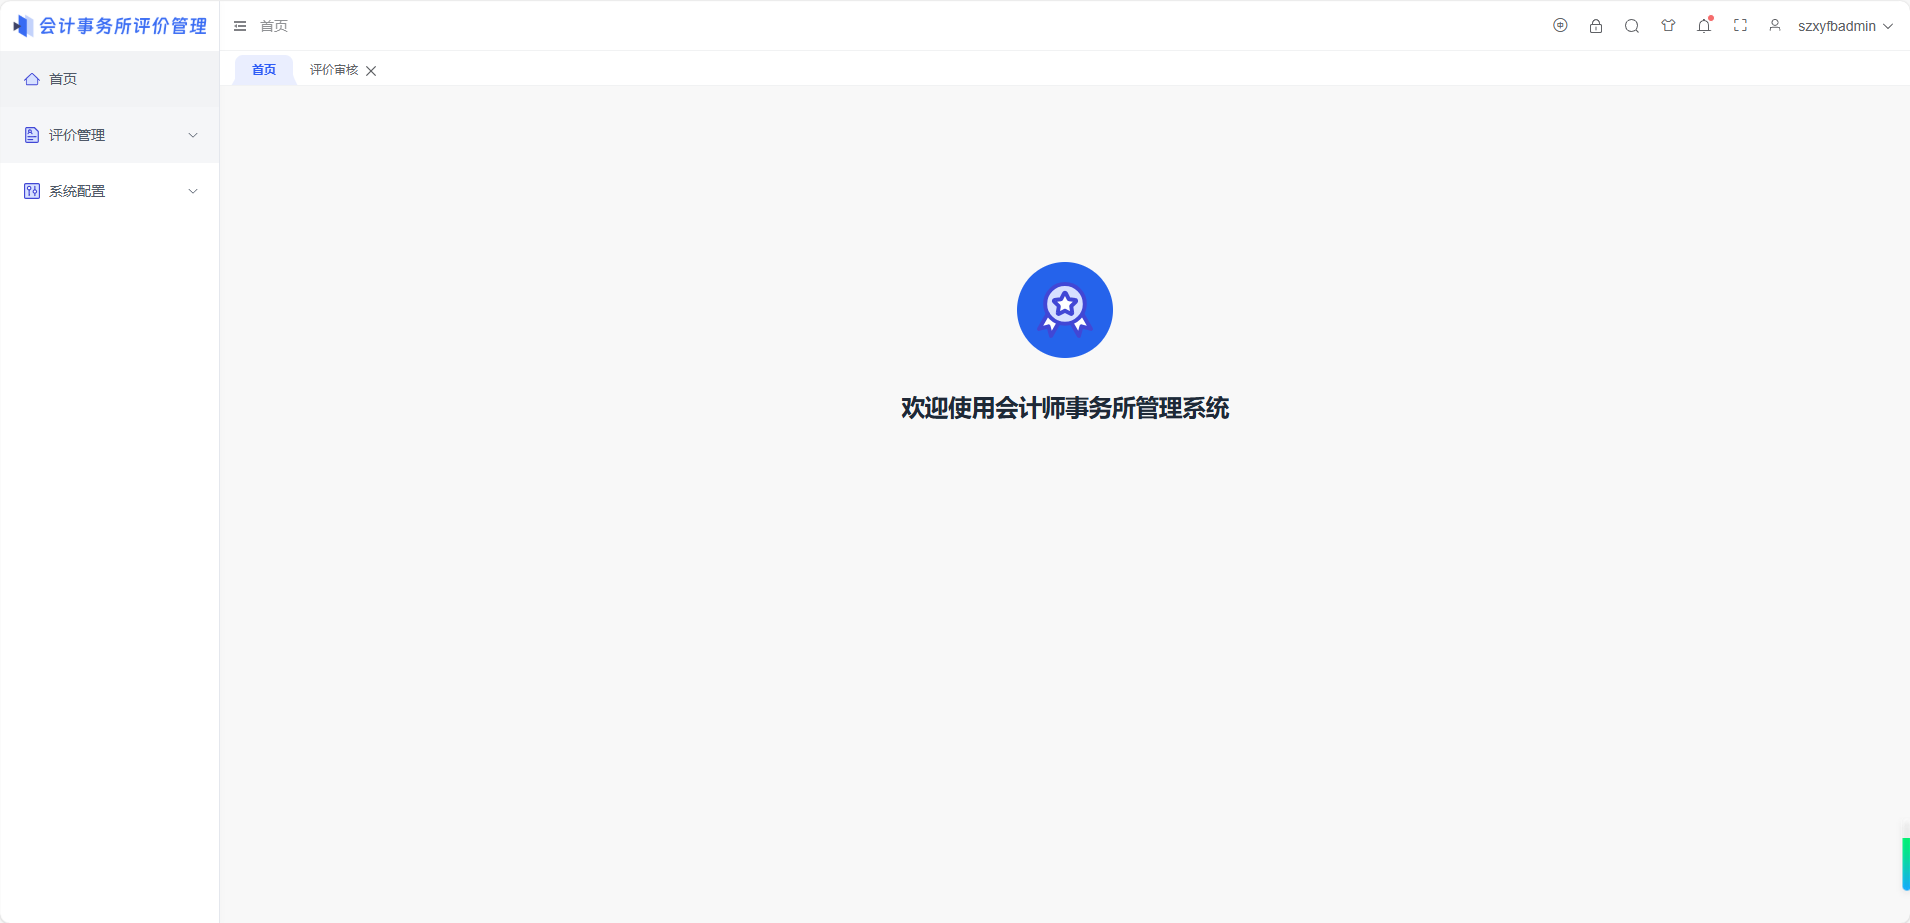 会计事务所评价管理
首页
szxyfbadmin
首页
评价审核
首页
评价管理
系统配置
欢迎使用会计师事务所管理系统